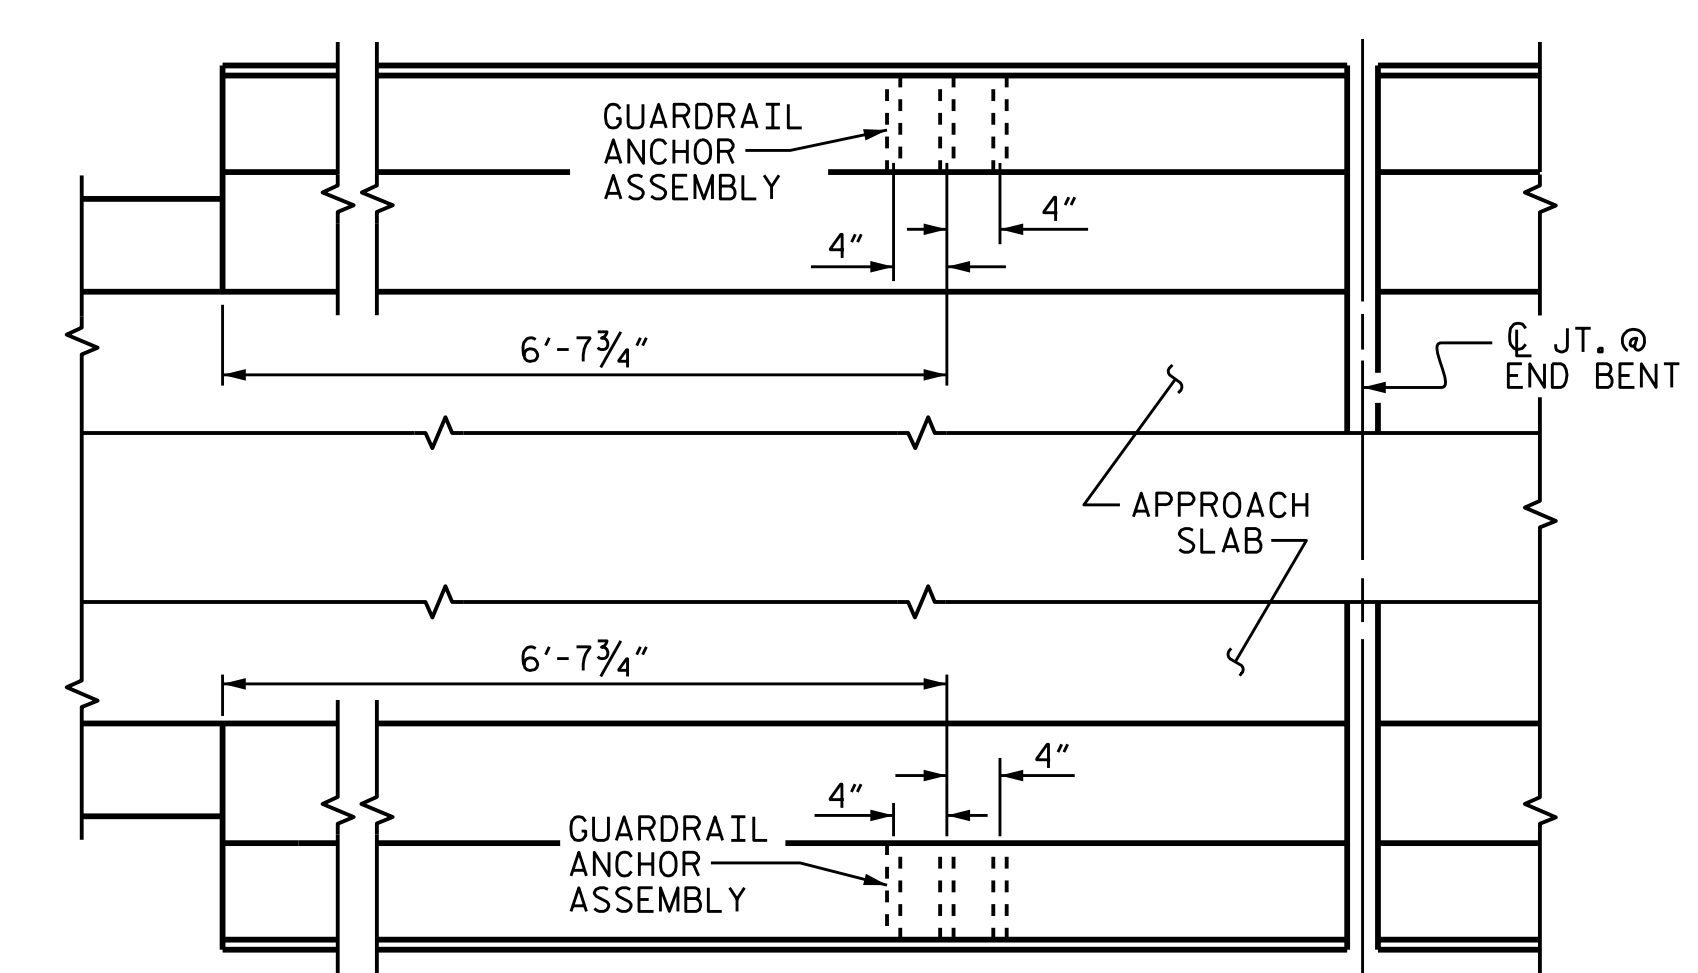 GUARDRAIL
ANCHOR
ASSEMBLY
4"
4"
6'-7¾"
℄ JT. @
END BENT
APPROACH
SLAB
6'-7¾"
4"
4"
GUARDRAIL
ANCHOR
ASSEMBLY